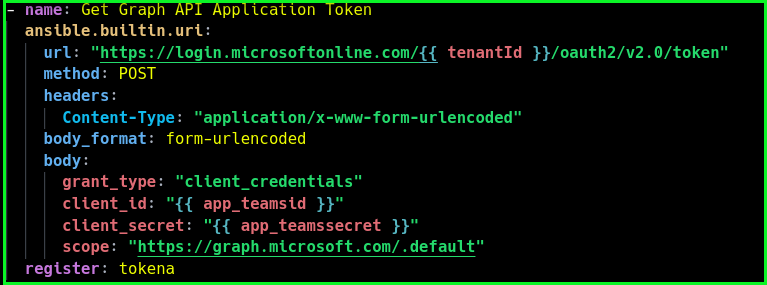 - name: Get Graph API Application Token
  ansible.builtin.uri:
    url: "https://login.microsoftonline.com/{{ tenantId }}/oauth2/v2.0/token"
    method: POST
    headers:
      Content-Type: "application/x-www-form-urlencoded"
    body_format: form-urlencoded
    body:
      grant_type: "client_credentials"
      client_id: "{{ app_teamsid }}"
      client_secret: "{{ app_teamssecret }}"
      scope: "https://graph.microsoft.com/.default"
  register: tokena